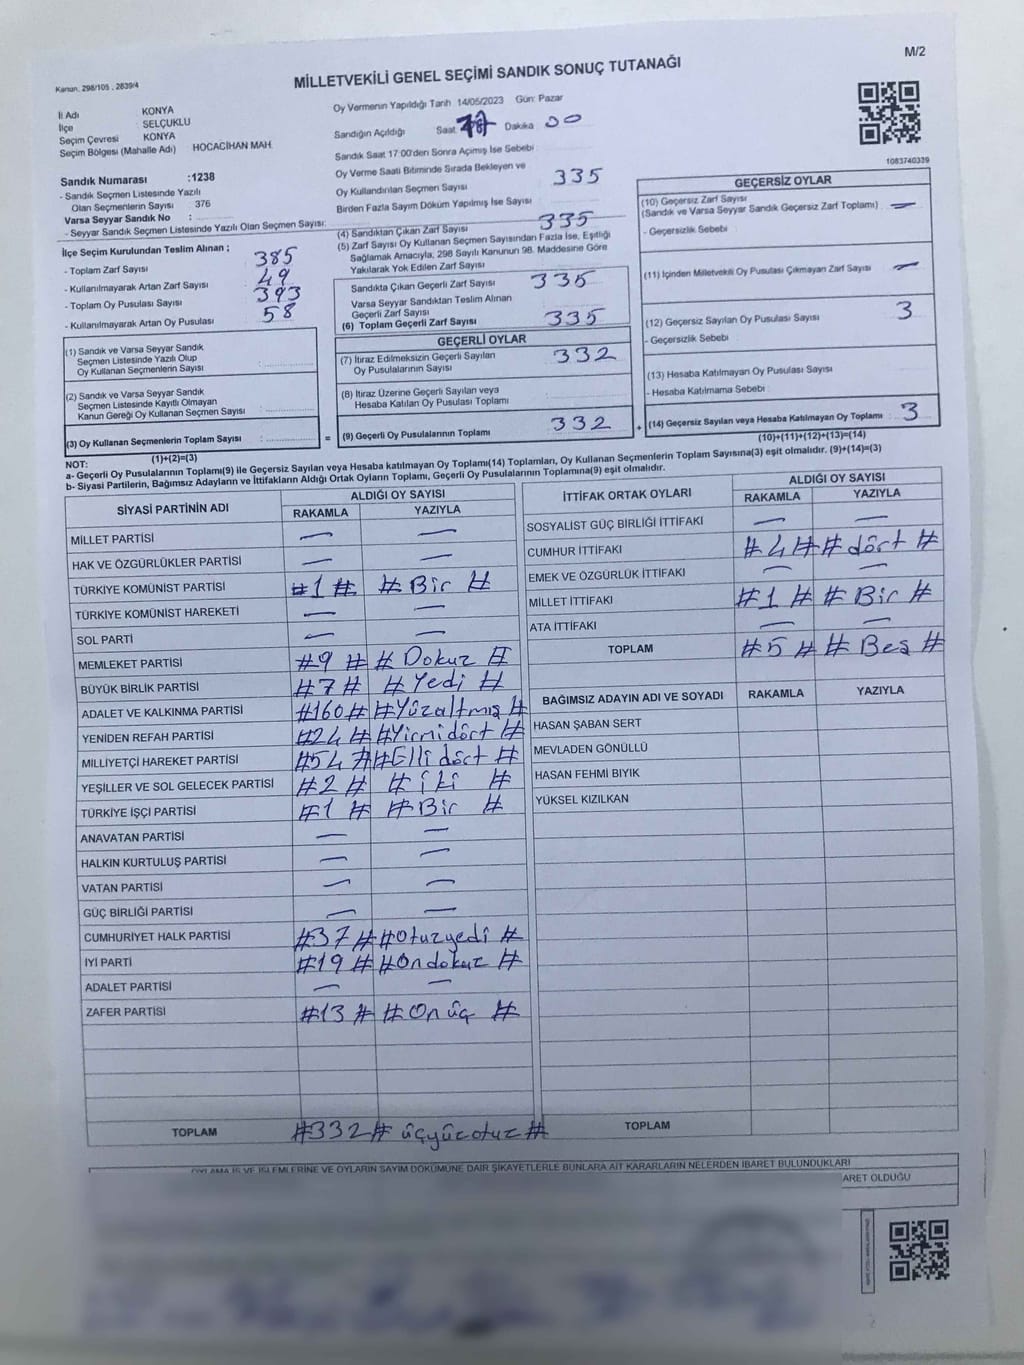 M/2
Kanun, 298/105 , 2839/4
MİLLETVEKİLİ GENEL SEÇİMİ SANDIK SONUÇ TUTANAĞI
İl Adı KONYA
İlçe SELÇUKLU
Seçim Çevresi KONYA
Seçim Bölgesi (Mahalle Adı) HOCACİHAN MAH.
Sandık Numarası :1238
- Sandık Seçmen Listesinde Yazılı
Olan Seçmenlerin Sayısı 376
Varsa Seyyar Sandık No :
- Seyyar Sandık Seçmen Listesinde Yazılı Olan Seçmen Sayısı:
İlçe Seçim Kurulundan Teslim Alınan ;
- Toplam Zarf Sayısı 385
- Kullanılmayarak Artan Zarf Sayısı 49
- Toplam Oy Pusulası Sayısı 393
- Kullanılmayarak Artan Oy Pusulası 58
(1) Sandık ve Varsa Seyyar Sandık
Seçmen Listesinde Yazılı Olup
Oy Kullanan Seçmenlerin Sayısı :
(2) Sandık ve Varsa Seyyar Sandık
Seçmen Listesinde Kayıtlı Olmayan
Kanun Gereği Oy Kullanan Seçmen Sayısı :
(3) Oy Kullanan Seçmenlerin Toplam Sayısı :
(1)+(2)=(3)
Oy Vermenin Yapıldığı Tarih 14/05/2023 Gün: Pazar
Sandığın Açıldığı Saat Dakika 00
Sandık Saat 17:00'den Sonra Açımış İse Sebebi
Oy Verme Saati Bitiminde Sırada Bekleyen ve
Oy Kullandırılan Seçmen Sayısı 335
Birden Fazla Sayım Döküm Yapılmış İse Sayısı
(4) Sandıktan Çıkan Zarf Sayısı 335
(5) Zarf Sayısı Oy Kullanan Seçmen Sayısından Fazla İse, Eşitliği
Sağlamak Amacıyla, 298 Sayılı Kanunun 98. Maddesine Göre
Yakılarak Yok Edilen Zarf Sayısı
Sandıkta Çıkan Geçerli Zarf Sayısı 335
Varsa Seyyar Sandıktan Teslim Alınan
Geçerli Zarf Sayısı
(6) Toplam Geçerli Zarf Sayısı 335
GEÇERLİ OYLAR
(7) İtiraz Edilmeksizin Geçerli Sayılan
Oy Pusulalarının Sayısı 332
(8) İtiraz Üzerine Geçerli Sayılan veya
Hesaba Katılan Oy Pusulası Toplamı
= (9) Geçerli Oy Pusulalarının Toplamı 332 +
1083740339
GEÇERSİZ OYLAR
(10) Geçersiz Zarf Sayısı
(Sandık ve Varsa Seyyar Sandık Geçersiz Zarf Toplamı) —
- Geçersizlik Sebebi
(11) İçinden Milletvekili Oy Pusulası Çıkmayan Zarf Sayısı —
(12) Geçersiz Sayılan Oy Pusulası Sayısı 3
- Geçersizlik Sebebi
(13) Hesaba Katılmayan Oy Pusulası Sayısı
- Hesaba Katılmama Sebebi
(14) Geçersiz Sayılan veya Hesaba Katılmayan Oy Toplamı 3
(10)+(11)+(12)+(13)=(14)
NOT:
a- Geçerli Oy Pusulalarının Toplamı(9) ile Geçersiz Sayılan veya Hesaba katılmayan Oy Toplamı(14) Toplamları, Oy Kullanan Seçmenlerin Toplam Sayısına(3) eşit olmalıdır. (9)+(14)=(3)
b- Siyasi Partilerin, Bağımsız Adayların ve İttifakların Aldığı Ortak Oyların Toplamı, Geçerli Oy Pusulalarının Toplamına(9) eşit olmalıdır.
SİYASİ PARTİNİN ADI ALDIĞI OY SAYISI
RAKAMLA YAZIYLA
MİLLET PARTİSİ — —
HAK VE ÖZGÜRLÜKLER PARTİSİ — —
TÜRKİYE KOMÜNİST PARTİSİ #1# #Bir#
TÜRKİYE KOMÜNİST HAREKETİ — —
SOL PARTİ — —
MEMLEKET PARTİSİ #9# #Dokuz#
BÜYÜK BİRLİK PARTİSİ #7# #Yedi#
ADALET VE KALKINMA PARTİSİ #160# #Yüzaltmış#
YENİDEN REFAH PARTİSİ #24# #Yirmidört#
MİLLİYETÇİ HAREKET PARTİSİ #54# #Elli dört#
YEŞİLLER VE SOL GELECEK PARTİSİ #2# #iki#
TÜRKİYE İŞÇİ PARTİSİ #1# #Bir#
ANAVATAN PARTİSİ — —
HALKIN KURTULUŞ PARTİSİ — —
VATAN PARTİSİ — —
GÜÇ BİRLİĞİ PARTİSİ — —
CUMHURİYET HALK PARTİSİ #37# #Otuzyedi#
İYİ PARTİ #19# #Ondokuz#
ADALET PARTİSİ — —
ZAFER PARTİSİ #13# #On üç#
TOPLAM #332# üçyüzotuz#
İTTİFAK ORTAK OYLARI ALDIĞI OY SAYISI
RAKAMLA YAZIYLA
SOSYALİST GÜÇ BİRLİĞİ İTTİFAKI — —
CUMHUR İTTİFAKI #4# #dört#
EMEK VE ÖZGÜRLÜK İTTİFAKI — —
MİLLET İTTİFAKI #1# #Bir#
ATA İTTİFAKI — —
TOPLAM #5# #Beş#
BAĞIMSIZ ADAYIN ADI VE SOYADI RAKAMLA YAZIYLA
HASAN ŞABAN SERT
MEVLADEN GÖNÜLLÜ
HASAN FEHMİ BIYIK
YÜKSEL KIZILKAN
TOPLAM
OYLAMA İŞ VE İŞLEMLERİNE VE OYLARIN SAYIM DÖKÜMÜNE DAİR ŞİKAYETLERLE BUNLARA AİT KARARLARIN NELERDEN İBARET BULUNDUKLARI
ARET OLDUĞU